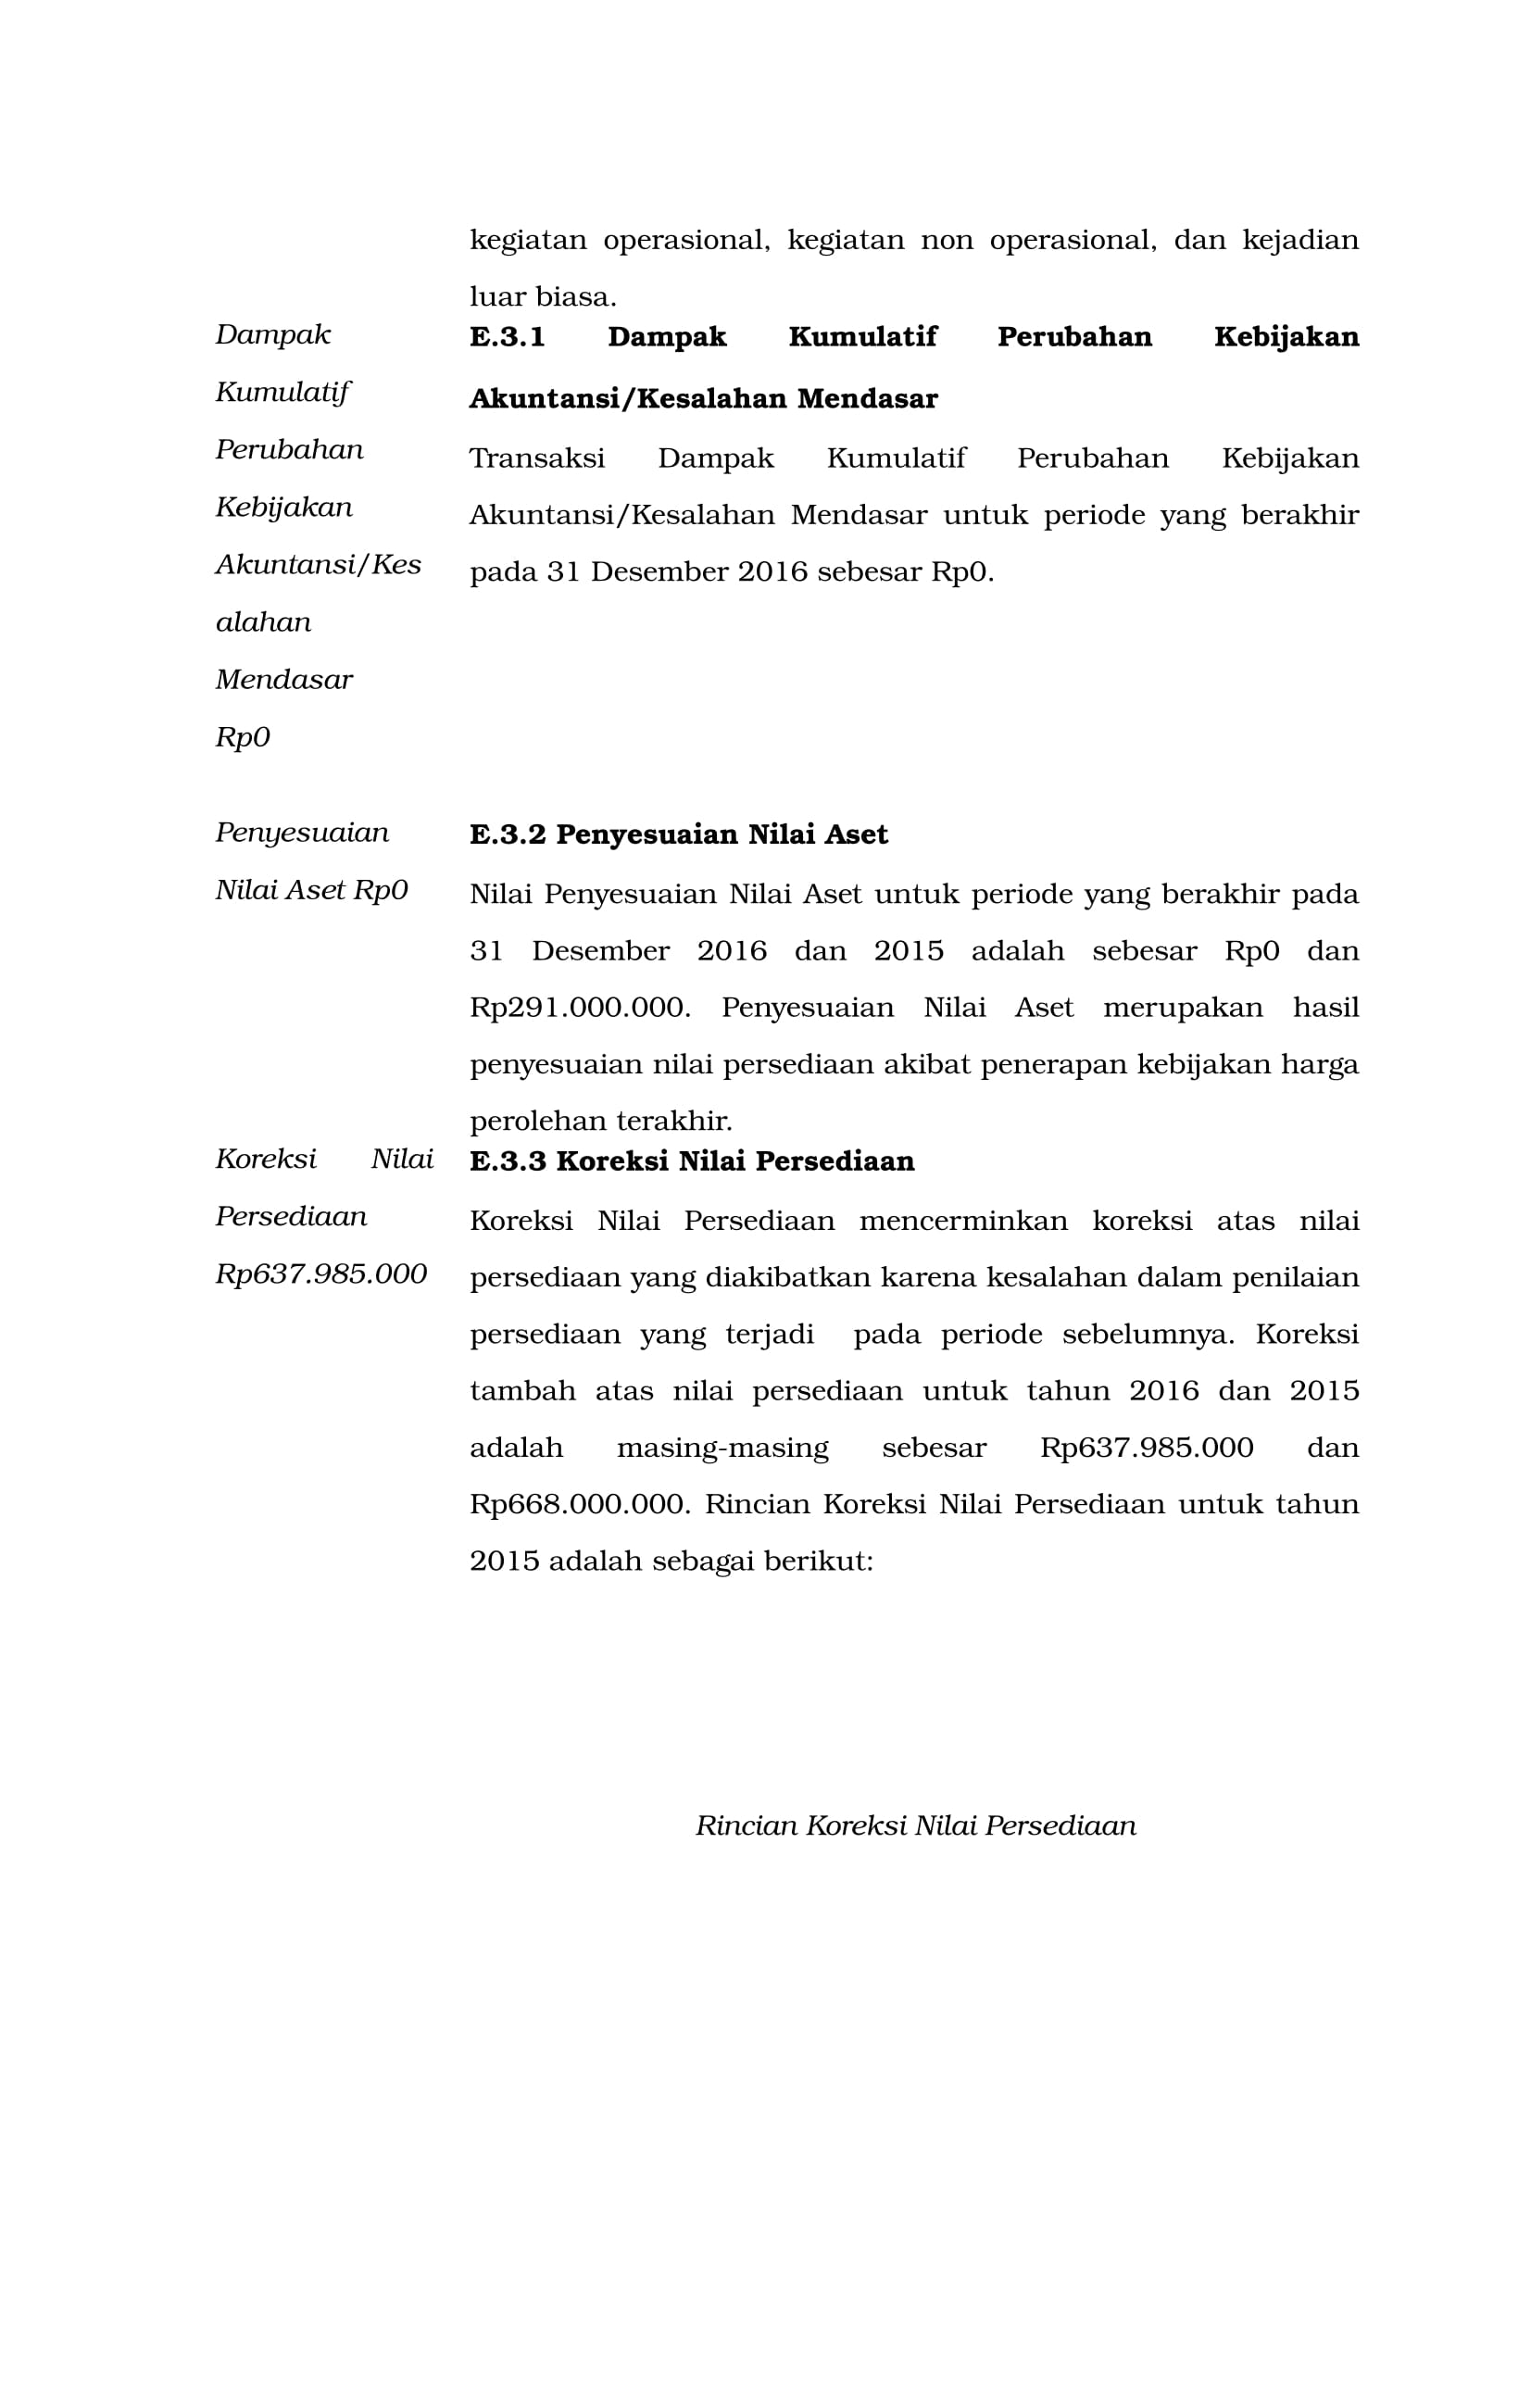 kegiatan operasional, kegiatan non operasional, dan kejadian
luar biasa.
Dampak
Kumulatif
Perubahan
Kebijakan
Akuntansi/Kes
alahan
Mendasar
Rp0
E.3.1 Dampak Kumulatif Perubahan Kebijakan
Akuntansi/Kesalahan Mendasar
Transaksi Dampak Kumulatif Perubahan Kebijakan
Akuntansi/Kesalahan Mendasar untuk periode yang berakhir
pada 31 Desember 2016 sebesar Rp0.
Penyesuaian
Nilai Aset Rp0
E.3.2 Penyesuaian Nilai Aset
Nilai Penyesuaian Nilai Aset untuk periode yang berakhir pada
31 Desember 2016 dan 2015 adalah sebesar Rp0 dan
Rp291.000.000. Penyesuaian Nilai Aset merupakan hasil
penyesuaian nilai persediaan akibat penerapan kebijakan harga
perolehan terakhir.
Koreksi Nilai
Persediaan
Rp637.985.000
E.3.3 Koreksi Nilai Persediaan
Koreksi Nilai Persediaan mencerminkan koreksi atas nilai
persediaan yang diakibatkan karena kesalahan dalam penilaian
persediaan yang terjadi pada periode sebelumnya. Koreksi
tambah atas nilai persediaan untuk tahun 2016 dan 2015
adalah masing-masing sebesar Rp637.985.000 dan
Rp668.000.000. Rincian Koreksi Nilai Persediaan untuk tahun
2015 adalah sebagai berikut:
Rincian Koreksi Nilai Persediaan